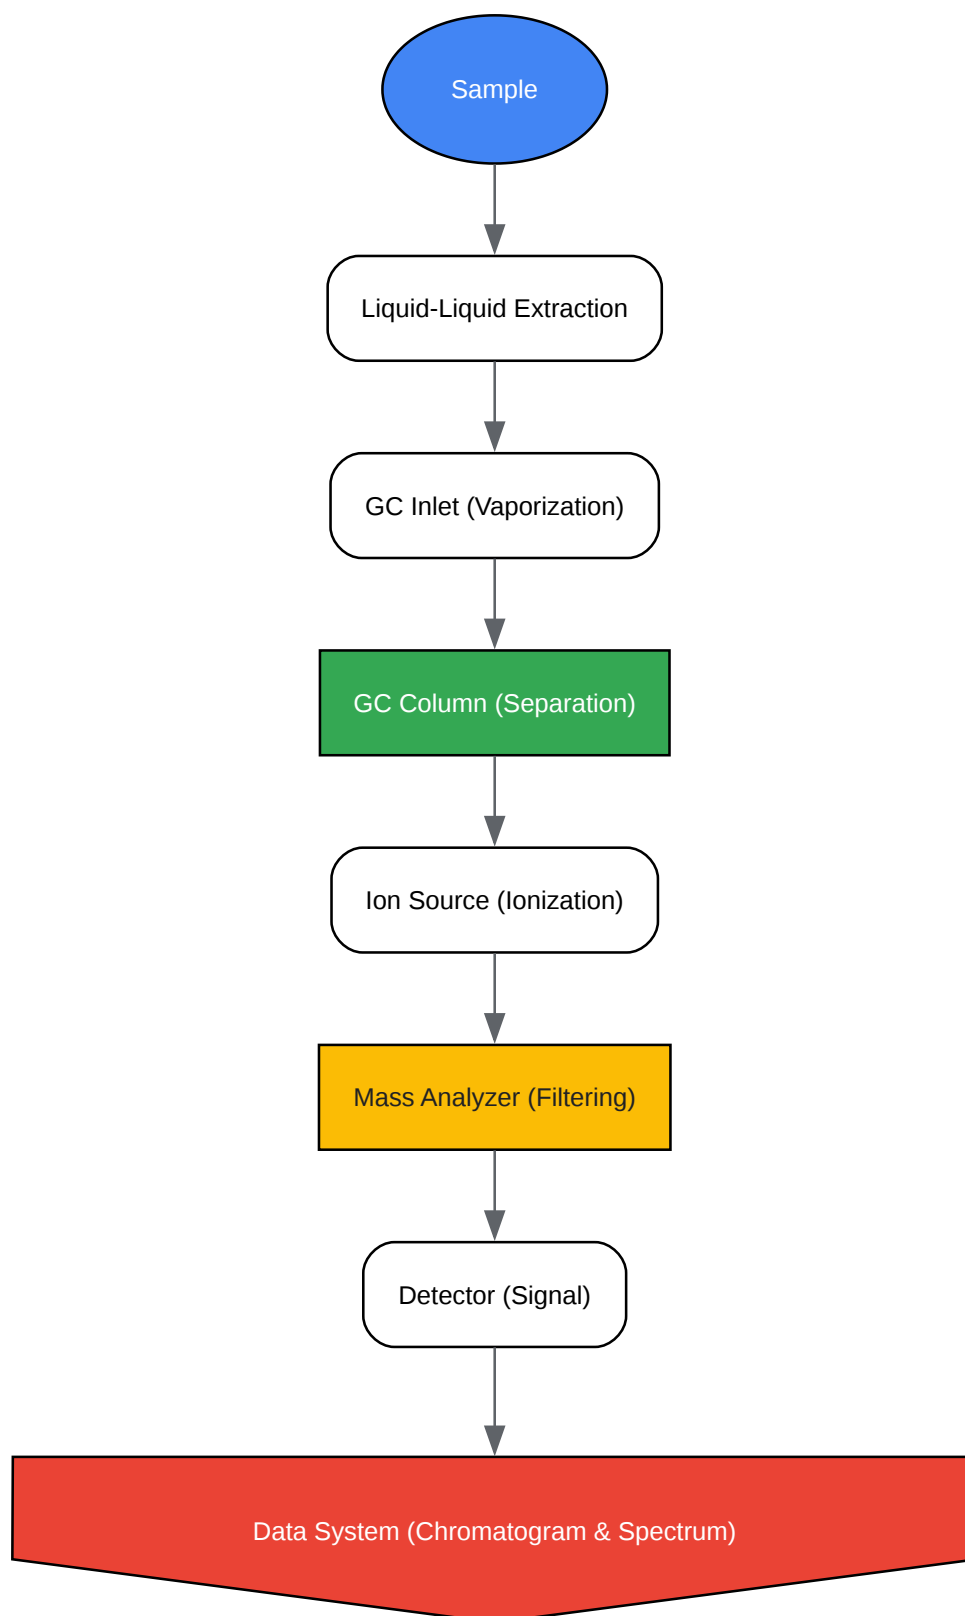 Sample
Liquid-Liquid Extraction
GC Inlet (Vaporization)
GC Column (Separation)
Ion Source (Ionization)
Mass Analyzer (Filtering)
Detector (Signal)
Data System (Chromatogram & Spectrum)